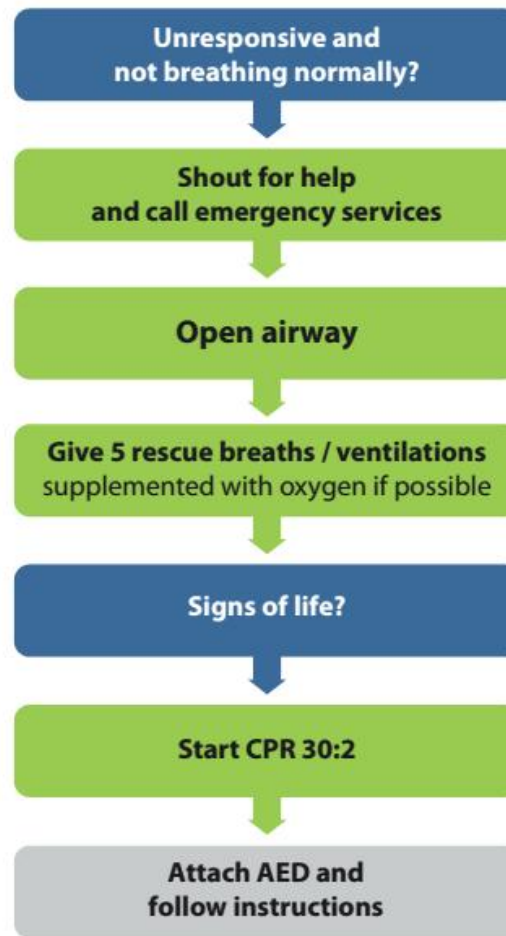 Unresponsive and
not breathing normally?
Shout for help
and call emergency services
Open airway
Give 5 rescue breaths / ventilations
supplemented with oxygen if possible
Signs of life?
Start CPR 30:2
Attach AED and
follow instructions